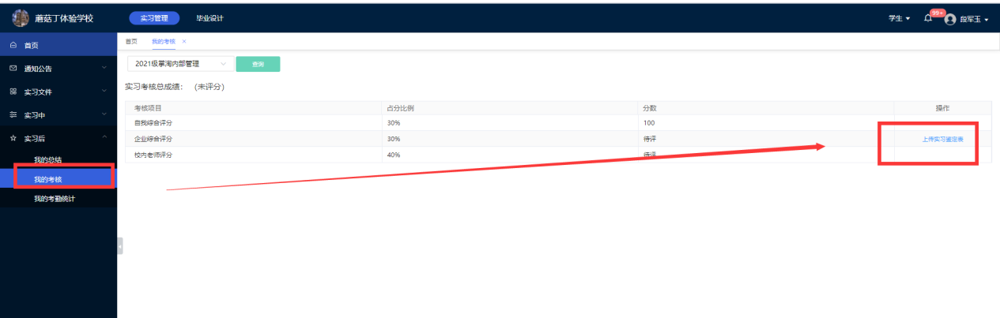 蘑菇丁体验学校 实习管理 毕业设计 学生 99+ 段军玉
首页 首页 我的考核 ×
通知公告 2021级蘑淘内部管理 查询
实习文件 实习考核总成绩： (未评分)
实习中 考核项目 占分比例 分数 操作
自我综合评分 30% 100
实习后 企业综合评分 30% 待评 上传实习鉴定表
我的总结 校内老师评分 40% 待评
我的考核
我的考勤统计